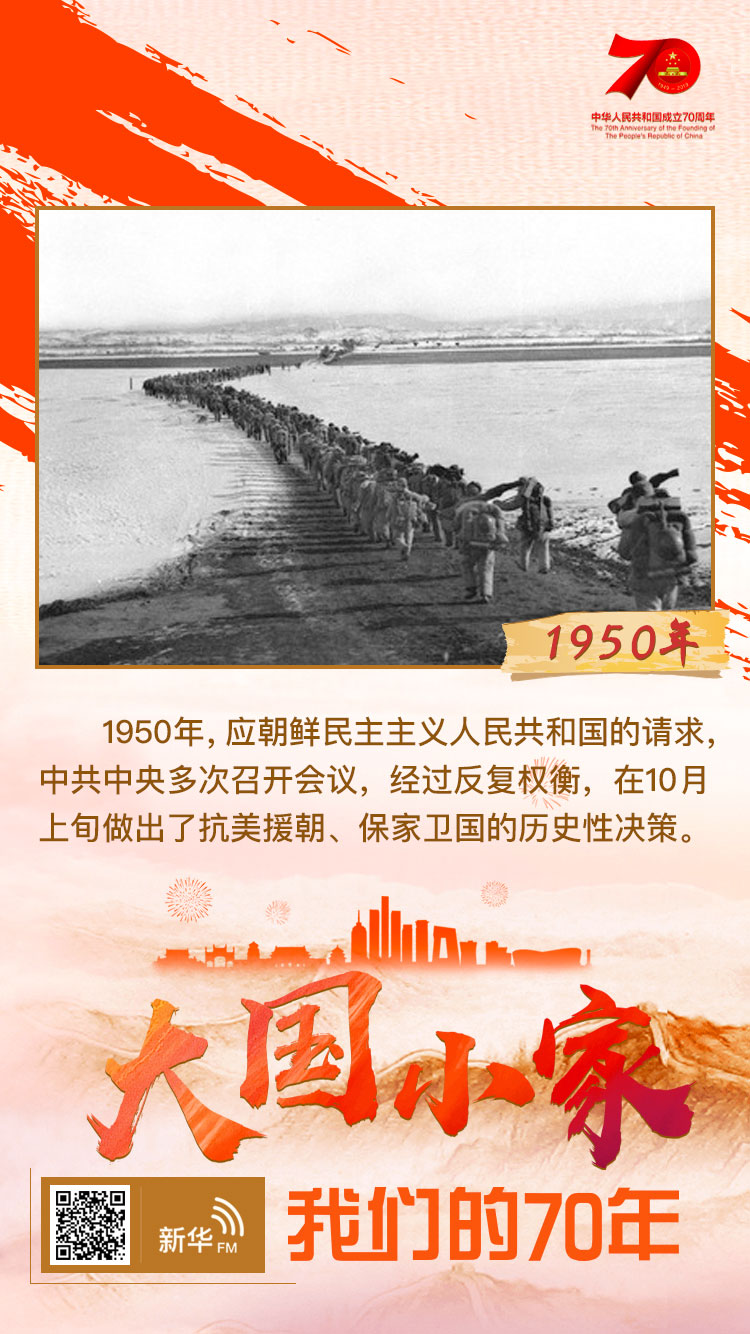 中华人民共和国成立70周年
The 70th Anniversary of the Founding of
The People's Republic of China
1950年
1950年，应朝鲜民主主义人民共和国的请求，
中共中央多次召开会议，经过反复权衡，在10月
上旬做出了抗美援朝、保家卫国的历史性决策。
大国小家
新华FM
我们的70年